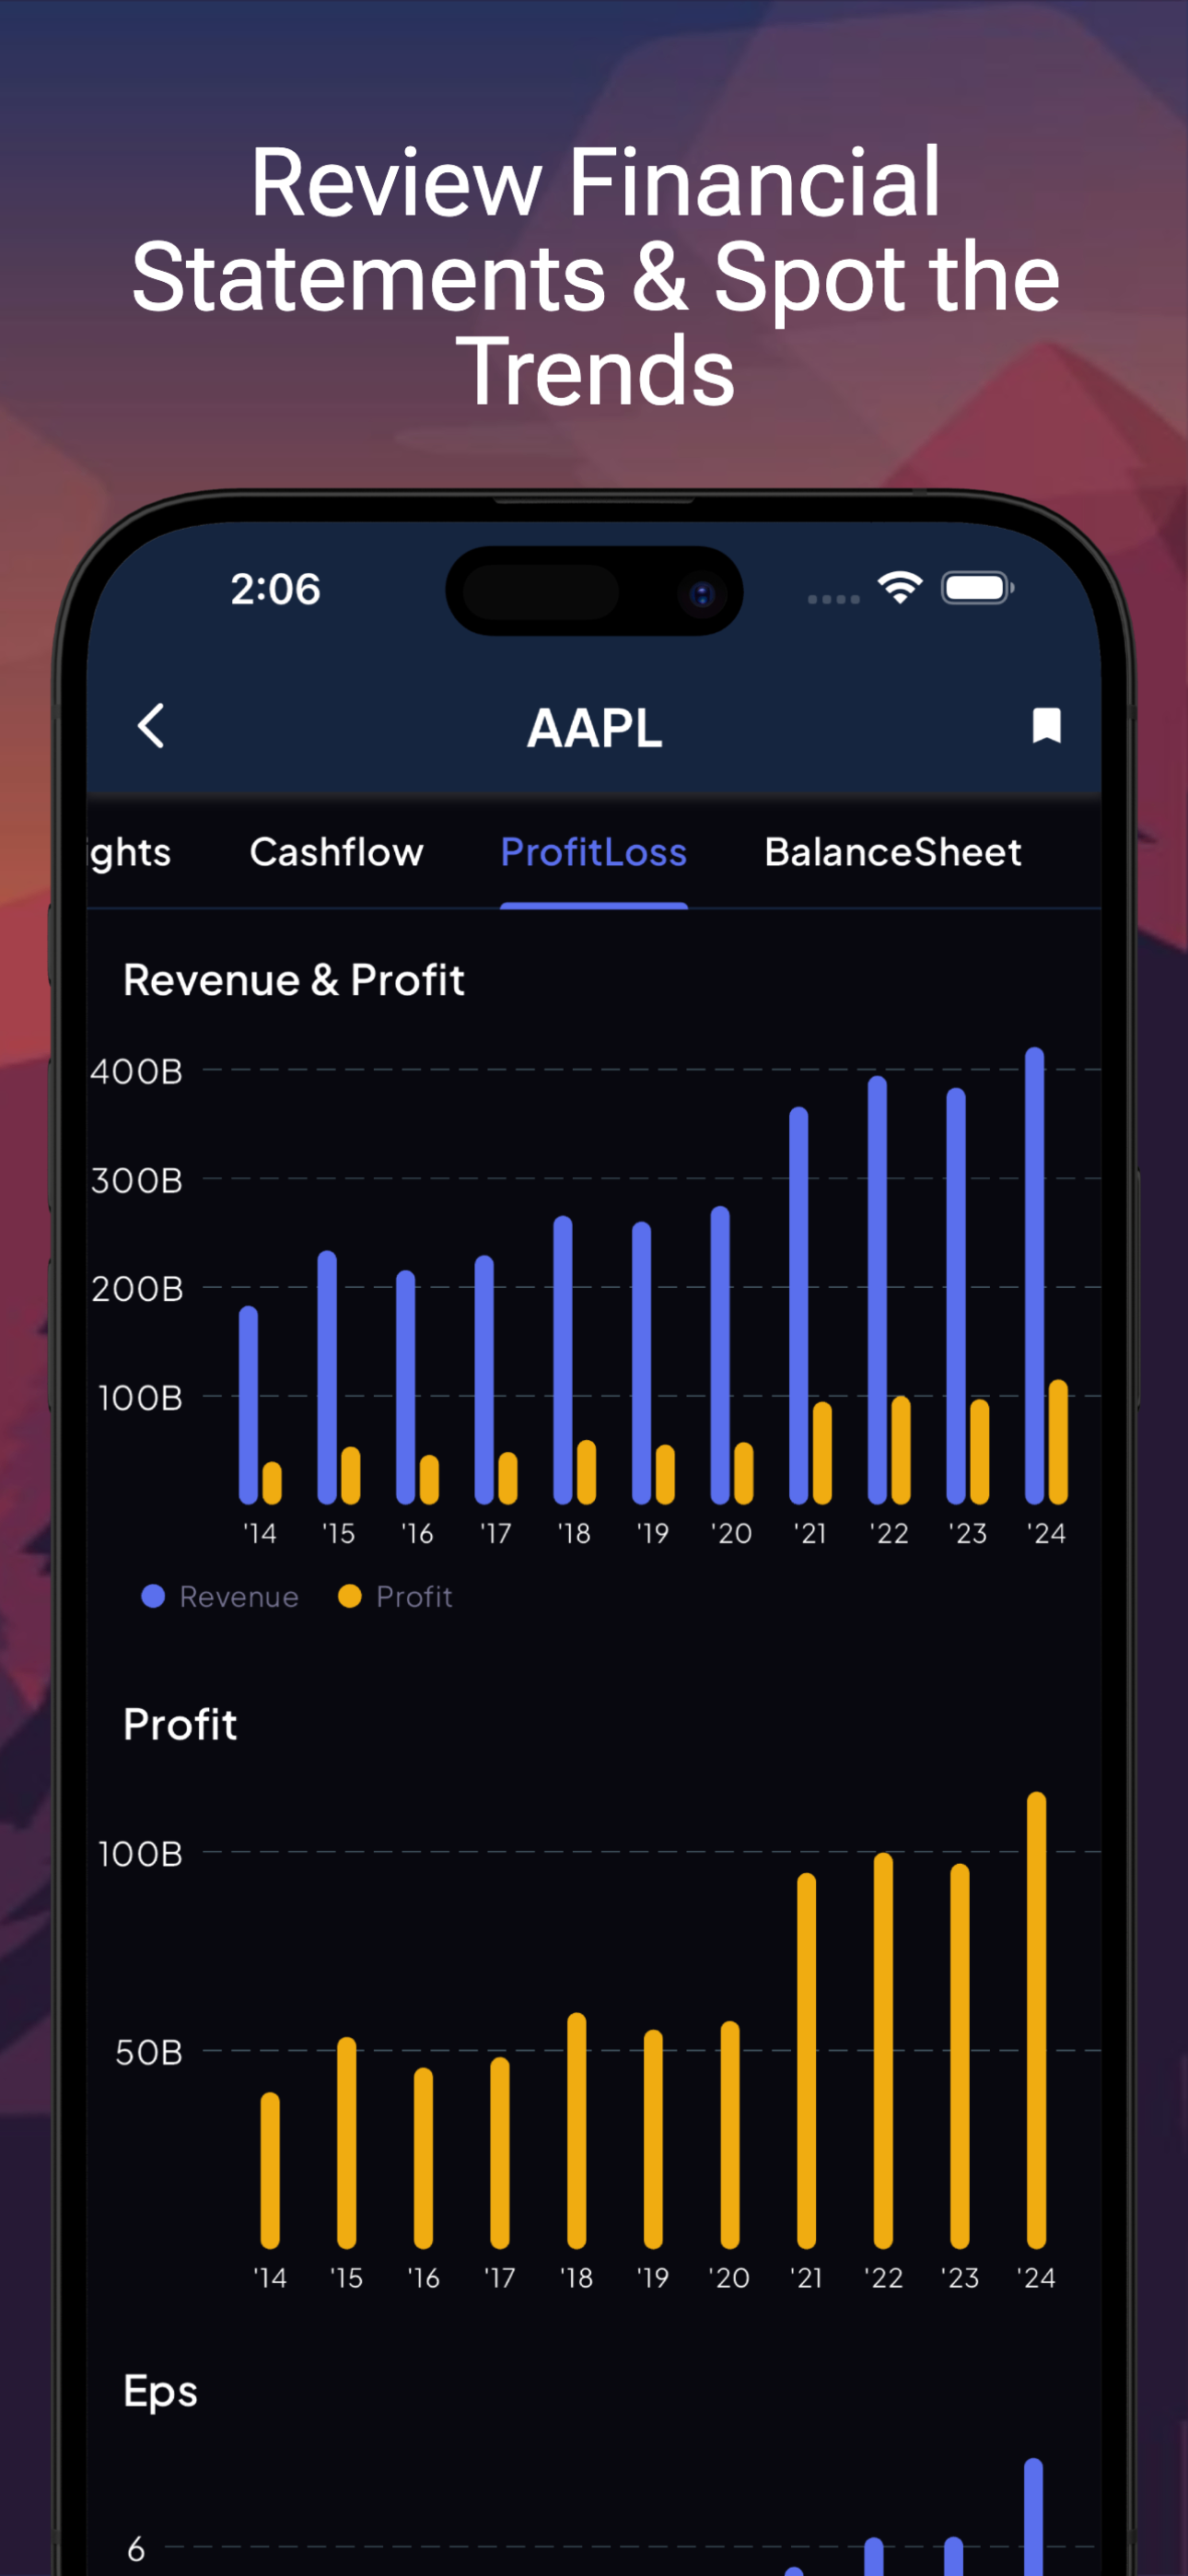 Review Financial
Statements & Spot the
Trends
2:06
AAPL
ights Cashflow ProfitLoss BalanceSheet
Revenue & Profit
400B
300B
200B
100B
'14 '15 '16 '17 '18 '19 '20 '21 '22 '23 '24
Revenue Profit
Profit
100B
50B
'14 '15 '16 '17 '18 '19 '20 '21 '22 '23 '24
Eps
6